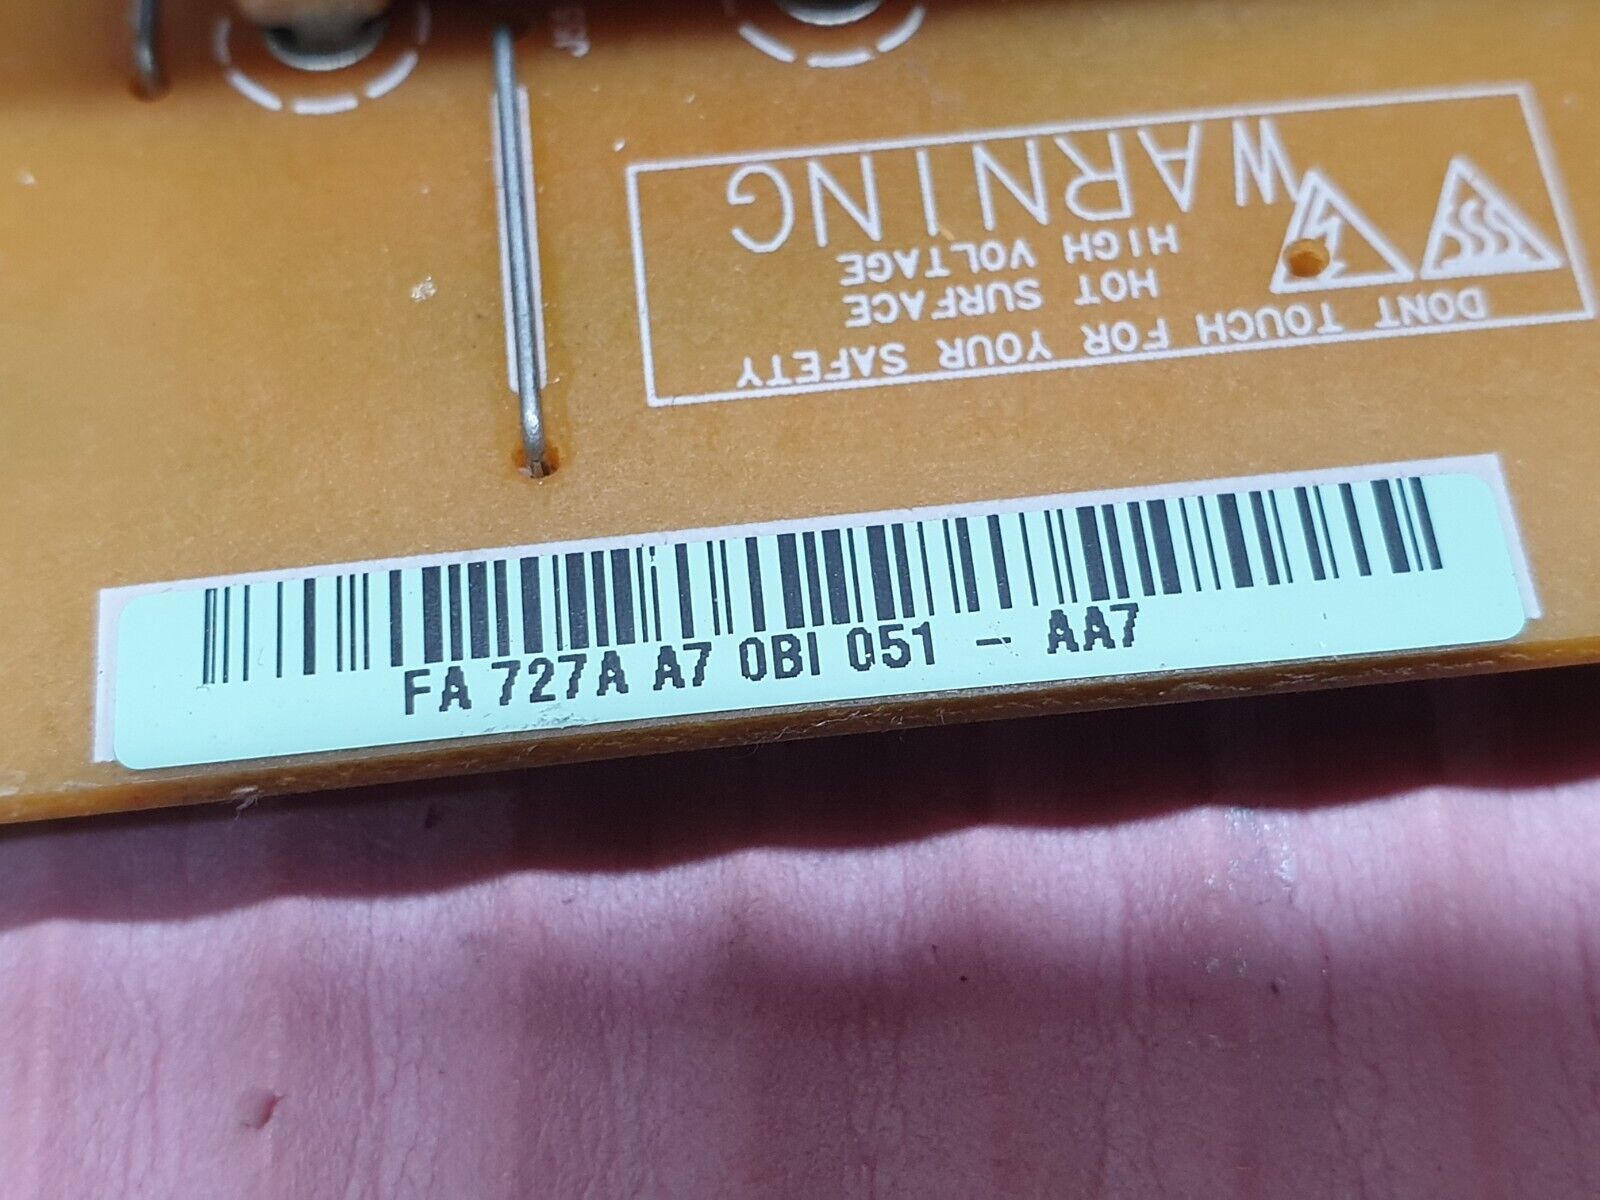 WARNING
HIGH VOLTAGE
HOT SURFACE
DONT TOUCH FOR YOUR SAFETY
FA 727A A7 0BI 051 - AA7